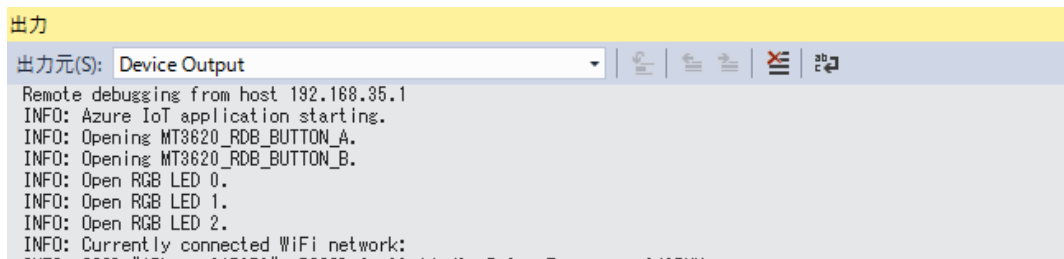 出力
出力元(S): Device Output
Remote debugging from host 192.168.35.1
INFO: Azure IoT application starting.
INFO: Opening MT3620_RDB_BUTTON_A.
INFO: Opening MT3620_RDB_BUTTON_B.
INFO: Open RGB LED 0.
INFO: Open RGB LED 1.
INFO: Open RGB LED 2.
INFO: Currently connected WiFi network: